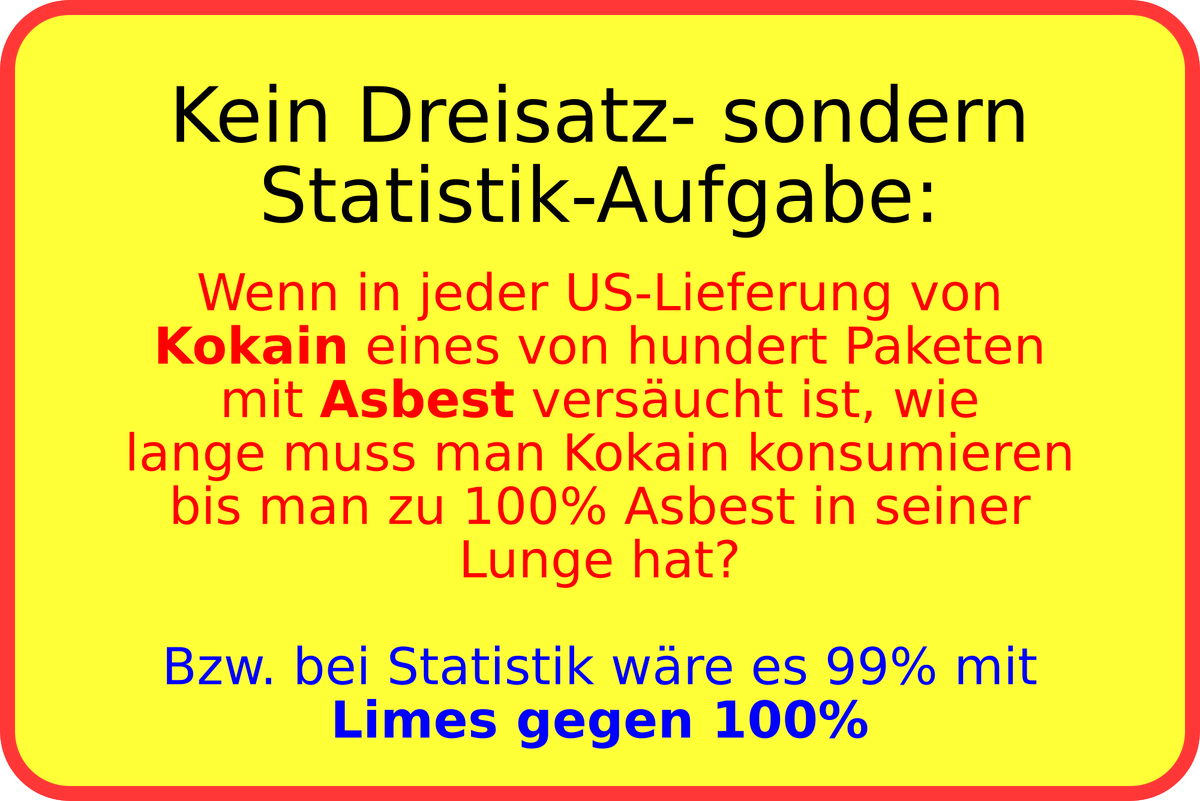 Kein Dreisatz- sondern
Statistik-Aufgabe:
Wenn in jeder US-Lieferung von
Kokain eines von hundert Paketen
mit Asbest versäucht ist, wie
lange muss man Kokain konsumieren
bis man zu 100% Asbest in seiner
Lunge hat?
Bzw. bei Statistik wäre es 99% mit
Limes gegen 100%